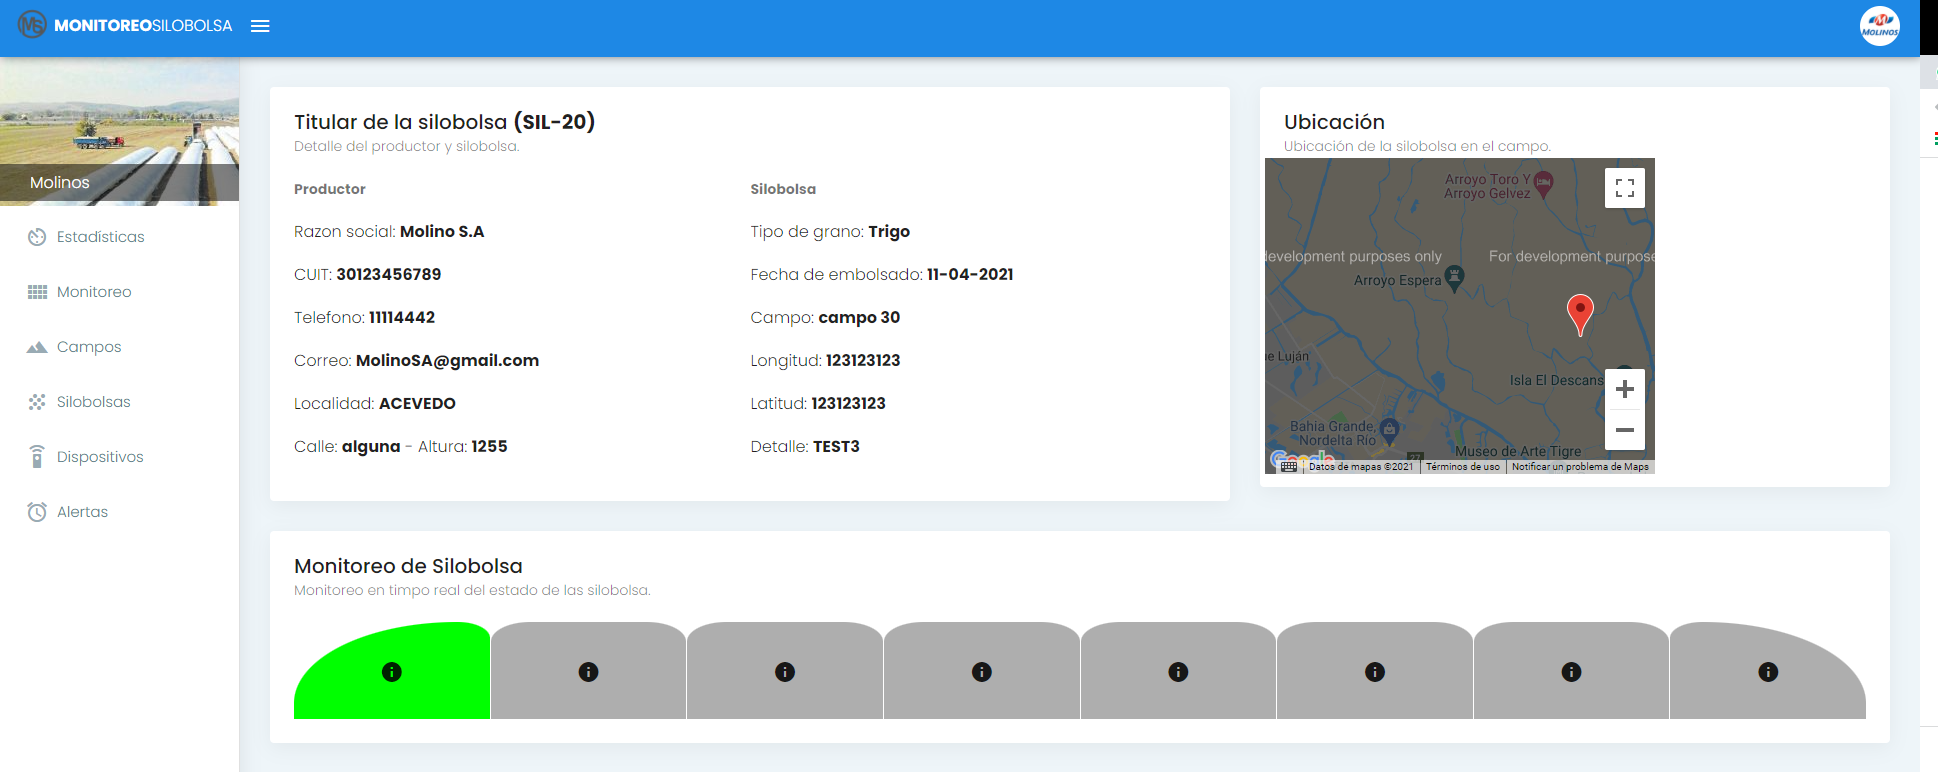 MS MONITOREOSILOBOLSA
MOLINOS
Molinos
Estadísticas
Monitoreo
Campos
Silobolsas
Dispositivos
Alertas
Titular de la silobolsa (SIL-20)
Detalle del productor y silobolsa.
Productor
Razon social: Molino S.A
CUIT: 30123456789
Telefono: 11114442
Correo: MolinoSA@gmail.com
Localidad: ACEVEDO
Calle: alguna - Altura: 1255
Silobolsa
Tipo de grano: Trigo
Fecha de embolsado: 11-04-2021
Campo: campo 30
Longitud: 123123123
Latitud: 123123123
Detalle: TEST3
Ubicación
Ubicación de la silobolsa en el campo.
Arroyo Toro Y
Arroyo Gelvez
development purposes only
For development purpose
Arroyo Espera
ue Luján
Isla El Descans
Bahia Grande,
Nordelta Río
27
Museo de Arte Tigre
Google
Datos de mapas ©2021
Términos de uso
Notificar un problema de Maps
Monitoreo de Silobolsa
Monitoreo en timpo real del estado de las silobolsa.